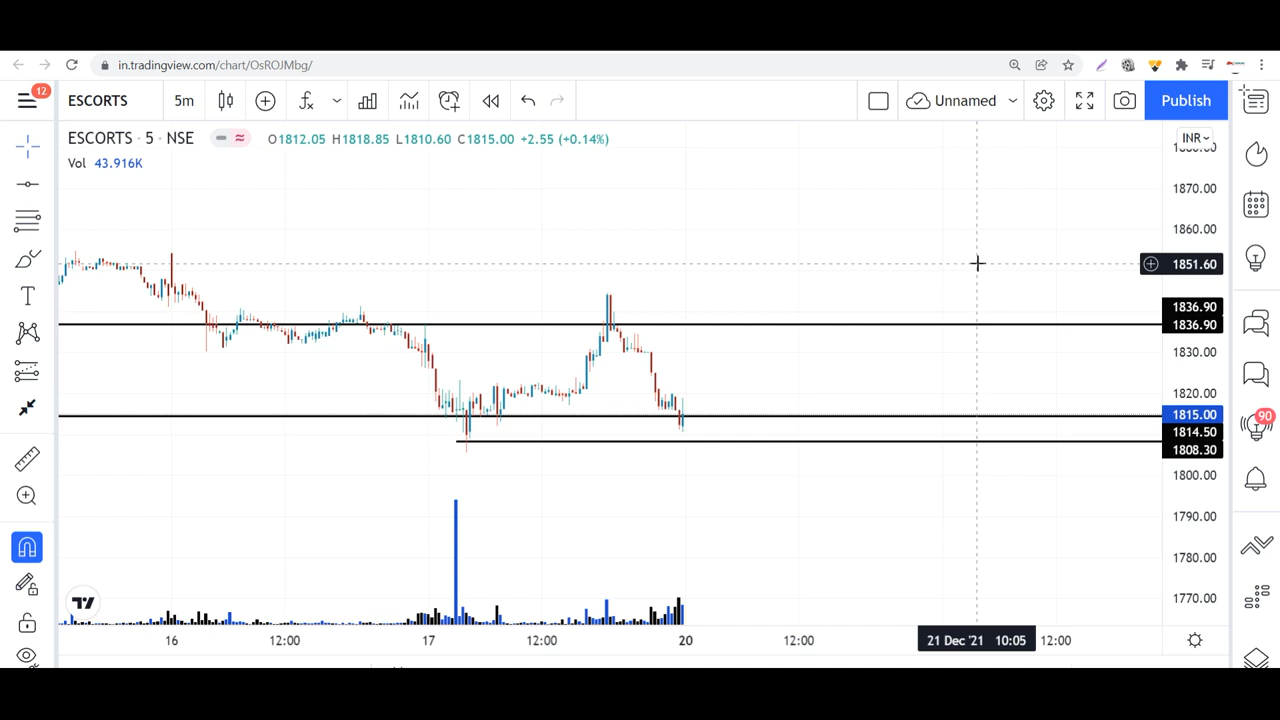 in.tradingview.com/chart/OsROJMbg/
12
ESCORTS
5m
Unnamed
Publish
ESCORTS · 5 · NSE
O1812.05 H1818.85 L1810.60 C1815.00 +2.55 (+0.14%)
INR
Vol 43.916K
1870.00
1860.00
1851.60
1836.90
1836.90
1830.00
1820.00
1815.00
90
1814.50
1808.30
1800.00
1790.00
1780.00
1770.00
16
12:00
17
12:00
20
12:00
21 Dec '21 10:05
12:00